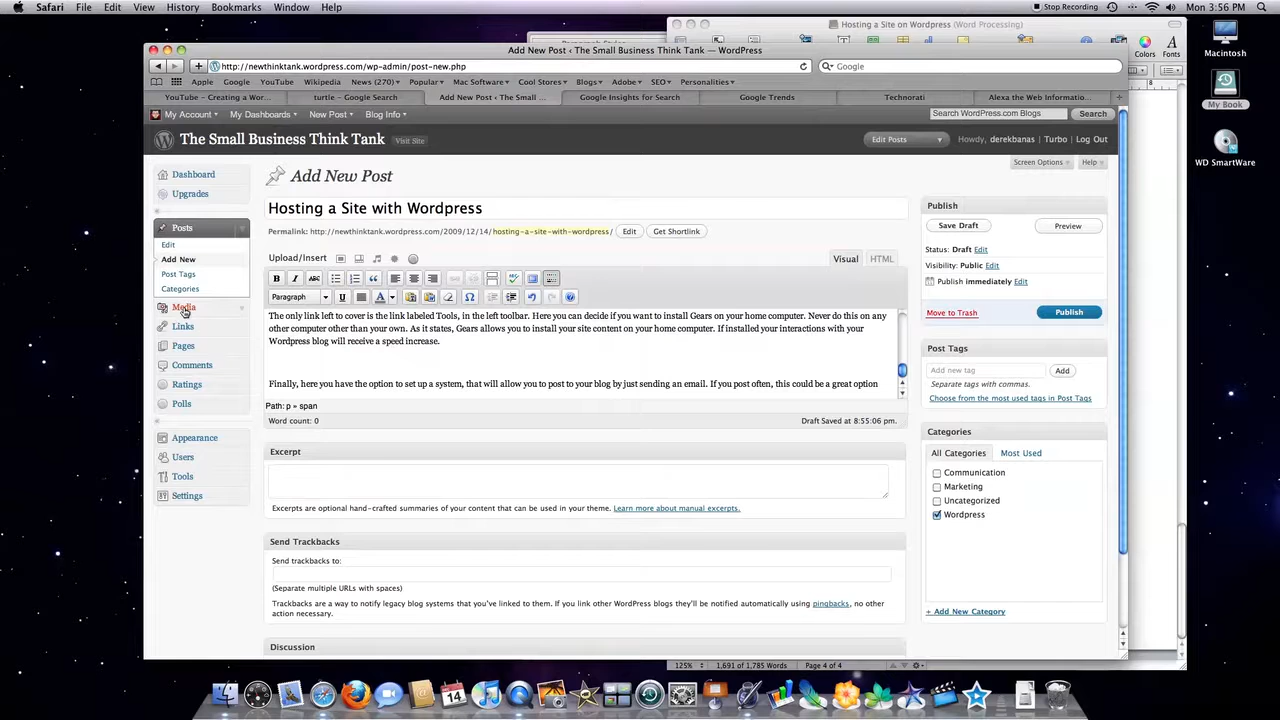 Safari File Edit View History Bookmarks Window Help
Stop Recording Mon 3:56 PM
Hosting a Site on Wordpress (Word Processing)
Colors Fonts
Macintosh
My Book
WD SmartWare
Add New Post ‹ The Small Business Think Tank — WordPress
http://newthinktank.wordpress.com/wp-admin/post-new.php
Google
Apple Google YouTube Wikipedia News (270) Popular Mac Software Cool Stores Blogs Adobe SEO Personalities
YouTube - Creating a Wor... turtle - Google Search Add New Post ‹ The Small ... Google Insights for Search Google Trends Technorati Alexa the Web Informatio...
My Account My Dashboards New Post Blog Info Search WordPress.com Blogs Search
The Small Business Think Tank Visit Site Edit Posts Howdy, derekbanas Turbo Log Out
Screen Options Help
Dashboard
Upgrades
Posts
Edit
Add New
Post Tags
Categories
Media
Links
Pages
Comments
Ratings
Polls
Appearance
Users
Tools
Settings
Add New Post
Hosting a Site with Wordpress
Permalink: http://newthinktank.wordpress.com/2009/12/14/hosting-a-site-with-wordpress/ Edit Get Shortlink
Upload/Insert Visual HTML
B I ABC
Paragraph U A Ω
The only link left to cover is the link labeled Tools, in the left toolbar. Here you can decide if you want to install Gears on your home computer. Never do this on any
other computer other than your own. As it states, Gears allows you to install your site content on your home computer. If installed your interactions with your
Wordpress blog will receive a speed increase.
Finally, here you have the option to set up a system, that will allow you to post to your blog by just sending an email. If you post often, this could be a great option
Path: p » span
Word count: 0 Draft Saved at 8:55:06 pm.
Excerpt
Excerpts are optional hand-crafted summaries of your content that can be used in your theme. Learn more about manual excerpts.
Send Trackbacks
Send trackbacks to:
(Separate multiple URLs with spaces)
Trackbacks are a way to notify legacy blog systems that you've linked to them. If you link other WordPress blogs they'll be notified automatically using pingbacks, no other
action necessary.
Discussion
Publish
Save Draft Preview
Status: Draft Edit
Visibility: Public Edit
Publish immediately Edit
Move to Trash Publish
Post Tags
Add new tag Add
Separate tags with commas.
Choose from the most used tags in Post Tags
Categories
All Categories Most Used
Communication
Marketing
Uncategorized
Wordpress
+ Add New Category
125% 1,691 of 1,785 Words Page 4 of 4
14